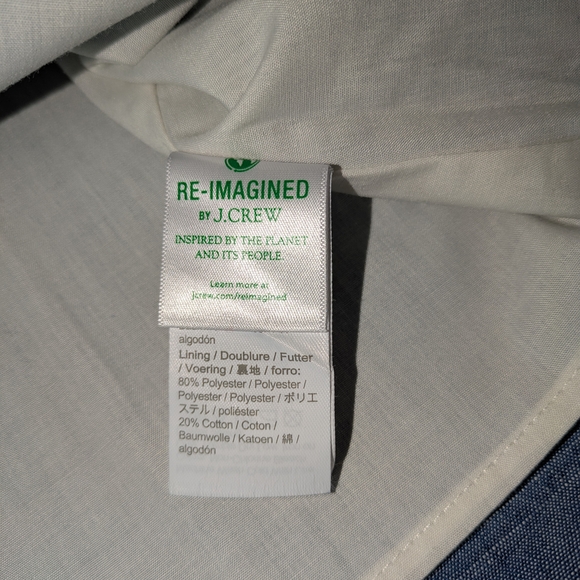 RE-IMAGINED
BY J.CREW
INSPIRED BY THE PLANET
AND ITS PEOPLE.
Learn more at
jcrew.com/reimagined
algodón
Lining / Doublure / Futter
/ Voering / 裏地 / forro:
80% Polyester / Polyester /
Polyester / Polyester / ポリエ
ステル / poliéster
20% Cotton / Coton /
Baumwolle / Katoen / 綿 /
algodón